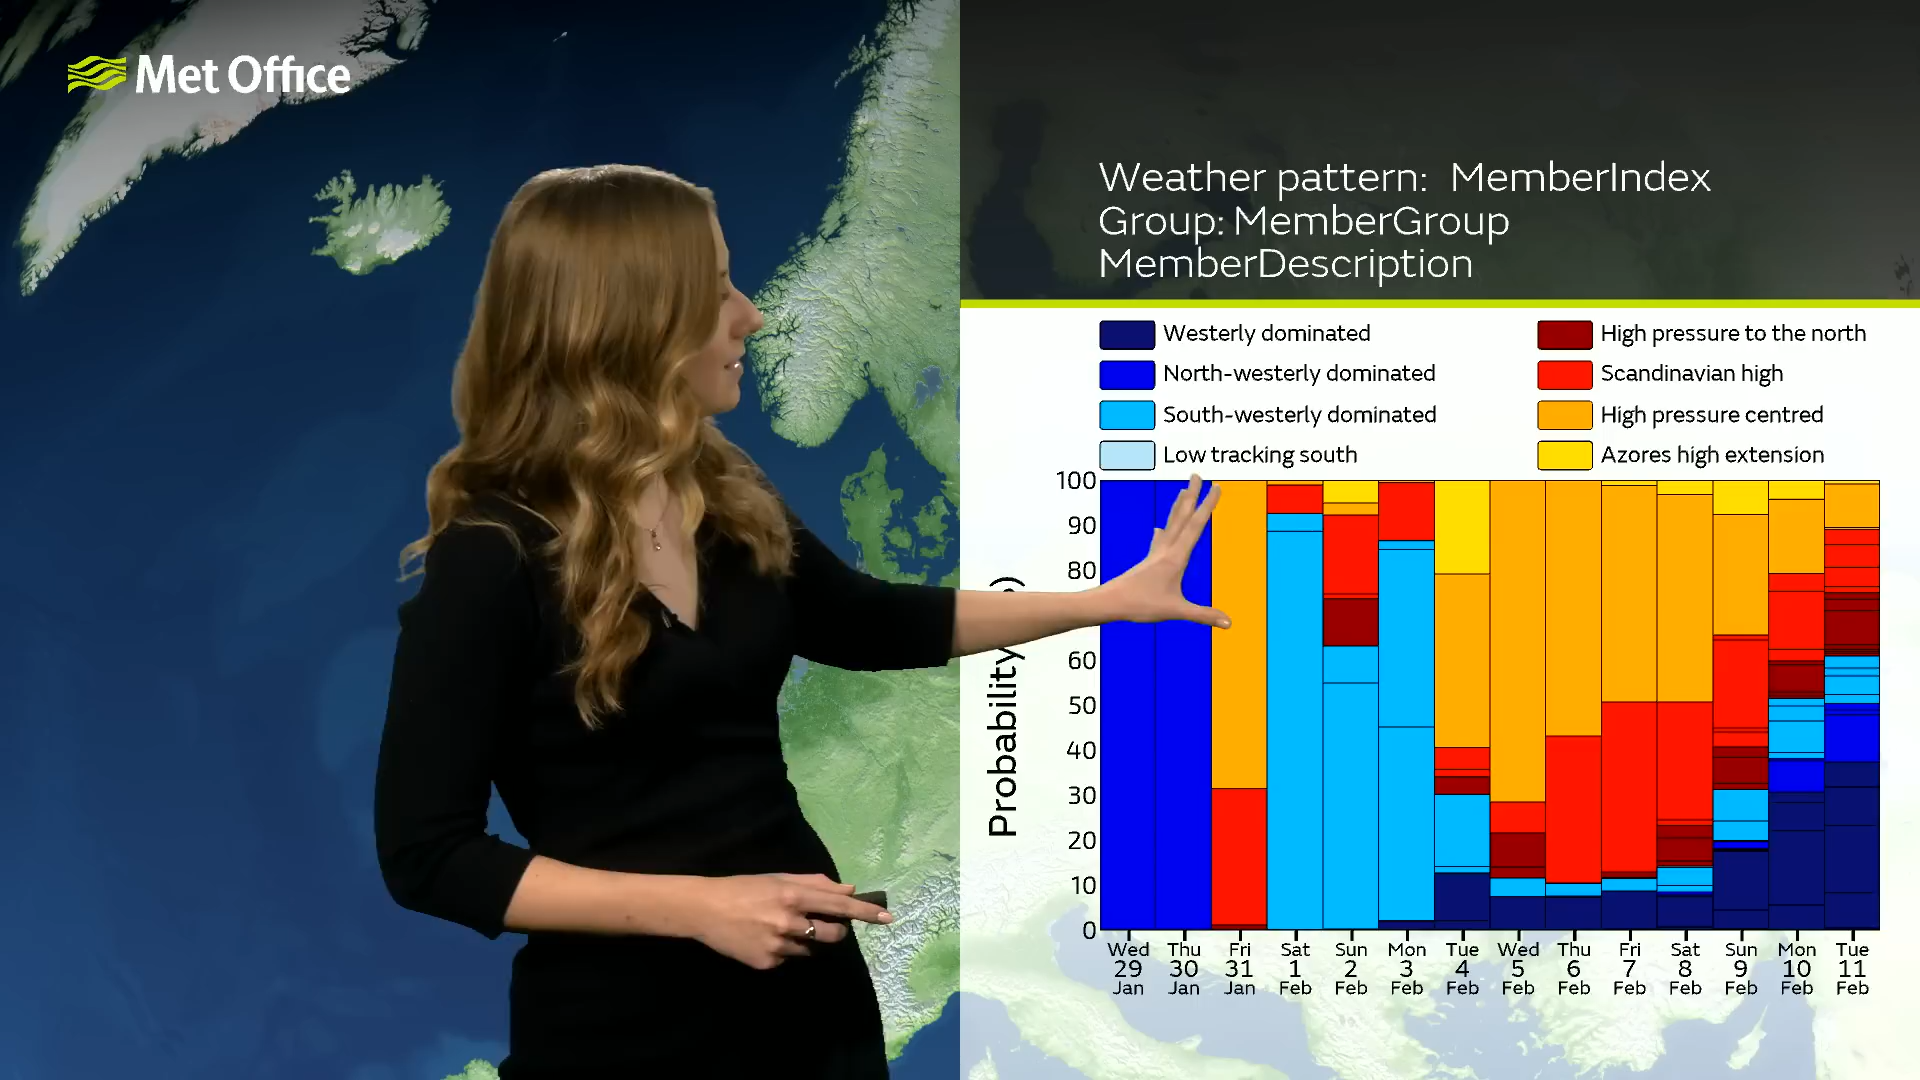 Met Office
Weather pattern: MemberIndex
Group: MemberGroup
MemberDescription
Westerly dominated
North-westerly dominated
South-westerly dominated
Low tracking south
High pressure to the north
Scandinavian high
High pressure centred
Azores high extension
100
90
80
60
50
40
30
20
10
0
Probability
Wed 29 Jan
Thu 30 Jan
Fri 31 Jan
Sat 1 Feb
Sun 2 Feb
Mon 3 Feb
Tue 4 Feb
Wed 5 Feb
Thu 6 Feb
Fri 7 Feb
Sat 8 Feb
Sun 9 Feb
Mon 10 Feb
Tue 11 Feb